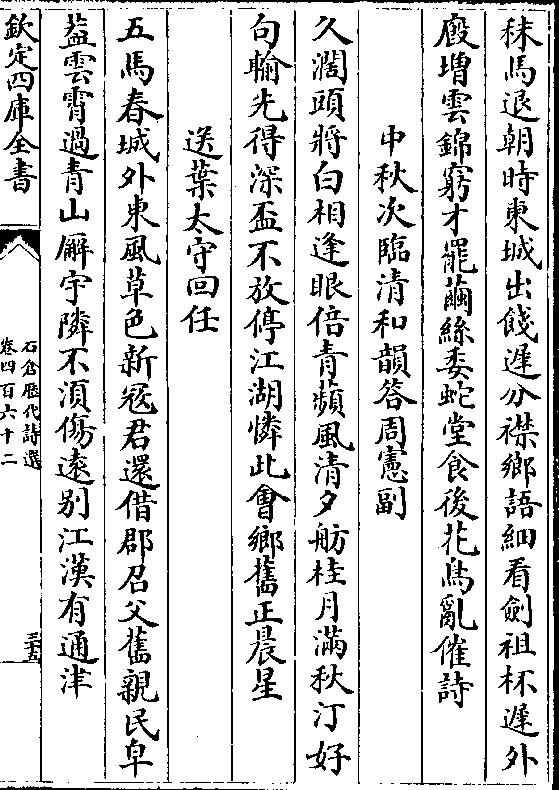 秣馬退朝時東城出餞遲分襟鄉語細看劍祖杯遲外
廏增雲錦窮才罷繭絲委蛇堂食後花鳥亂催詩
中秋次臨清和韻答周憲副
久濶頭將白相逢眼倍青蘋風清夕舫桂月滿秋汀好
句輸先得深盃不放停江湖憐此會鄉舊正晨星
送葉太守回任
五馬春城外東風草色新宼君還借郡召父舊親民皁
葢雲霄過青山廨宇隣不須傷遠别江漢有通津
欽定四庫全書
石倉歷代詩選
卷四百六十二
三十五